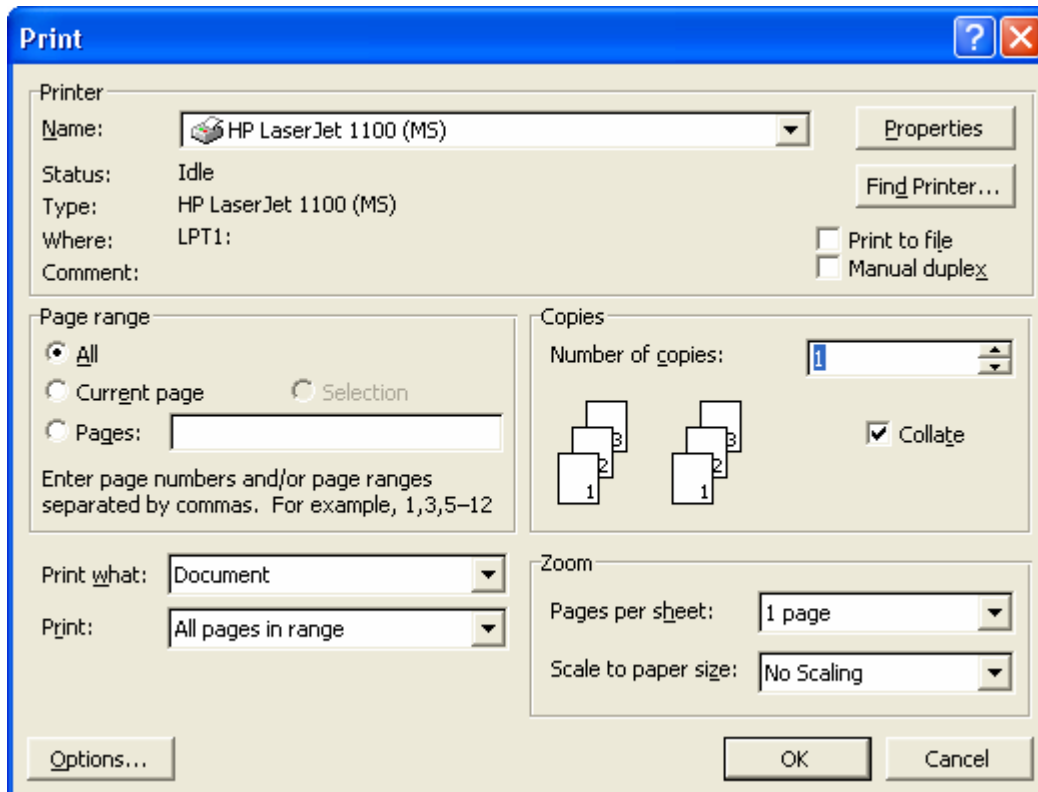 Print
Printer
Name:
HP LaserJet 1100 (MS)
Properties
Status:
Idle
Find Printer...
Type:
HP LaserJet 1100 (MS)
Where:
LPT1:
Print to file
Comment:
Manual duplex
Page range
All
Current page
Selection
Pages:
Enter page numbers and/or page ranges
separated by commas. For example, 1,3,5–12
Copies
Number of copies:
1
3
2
1
3
2
1
Collate
Print what:
Document
Print:
All pages in range
Zoom
Pages per sheet:
1 page
Scale to paper size:
No Scaling
Options...
OK
Cancel